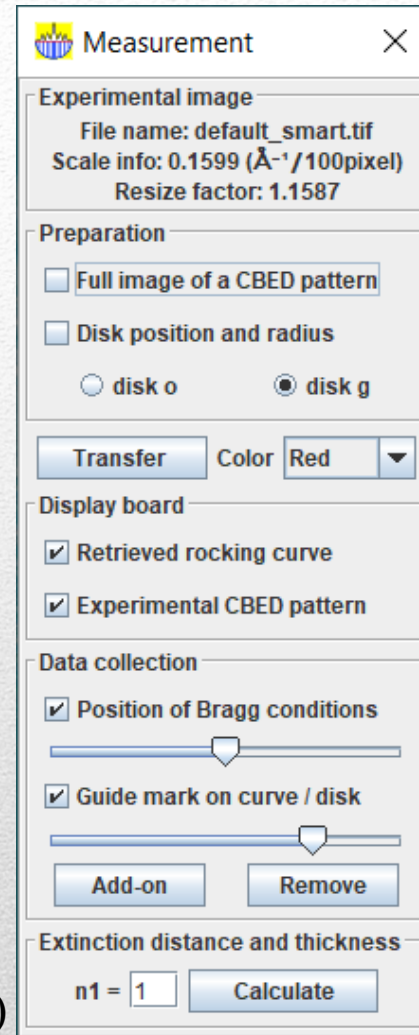 Measurement
Experimental image
File name: default_smart.tif
Scale info: 0.1599 (Å⁻¹/100pixel)
Resize factor: 1.1587
Preparation
Full image of a CBED pattern
Disk position and radius
disk o disk g
Transfer Color Red
Display board
Retrieved rocking curve
Experimental CBED pattern
Data collection
Position of Bragg conditions
Guide mark on curve / disk
Add-on Remove
Extinction distance and thickness
n1 = 1 Calculate
)